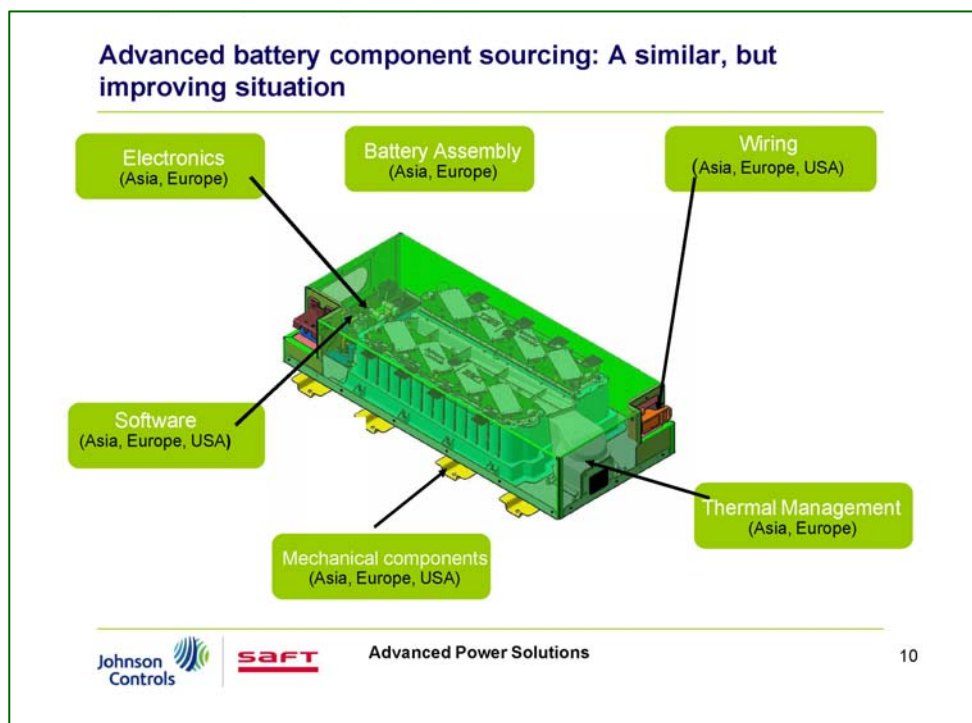 Advanced battery component sourcing: A similar, but
improving situation
Electronics
(Asia, Europe)
Battery Assembly
(Asia, Europe)
Wiring
(Asia, Europe, USA)
Software
(Asia, Europe, USA)
Thermal Management
(Asia, Europe)
Mechanical components
(Asia, Europe, USA)
Johnson
Controls
SAFT
Advanced Power Solutions
10